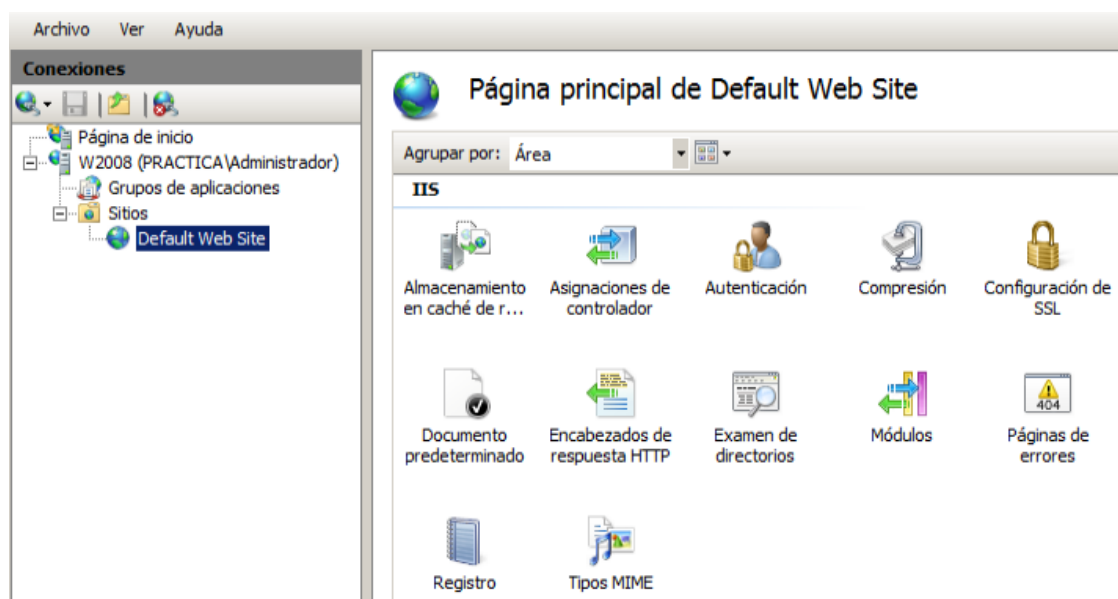 Archivo Ver Ayuda
Conexiones
Página de inicio
W2008 (PRACTICA\Administrador)
Grupos de aplicaciones
Sitios
Default Web Site
Página principal de Default Web Site
Agrupar por: Área
IIS
Almacenamiento
en caché de r...
Asignaciones de
controlador
Autenticación
Compresión
Configuración de
SSL
Documento
predeterminado
Encabezados de
respuesta HTTP
Examen de
directorios
Módulos
404
Páginas de
errores
Registro
Tipos MIME